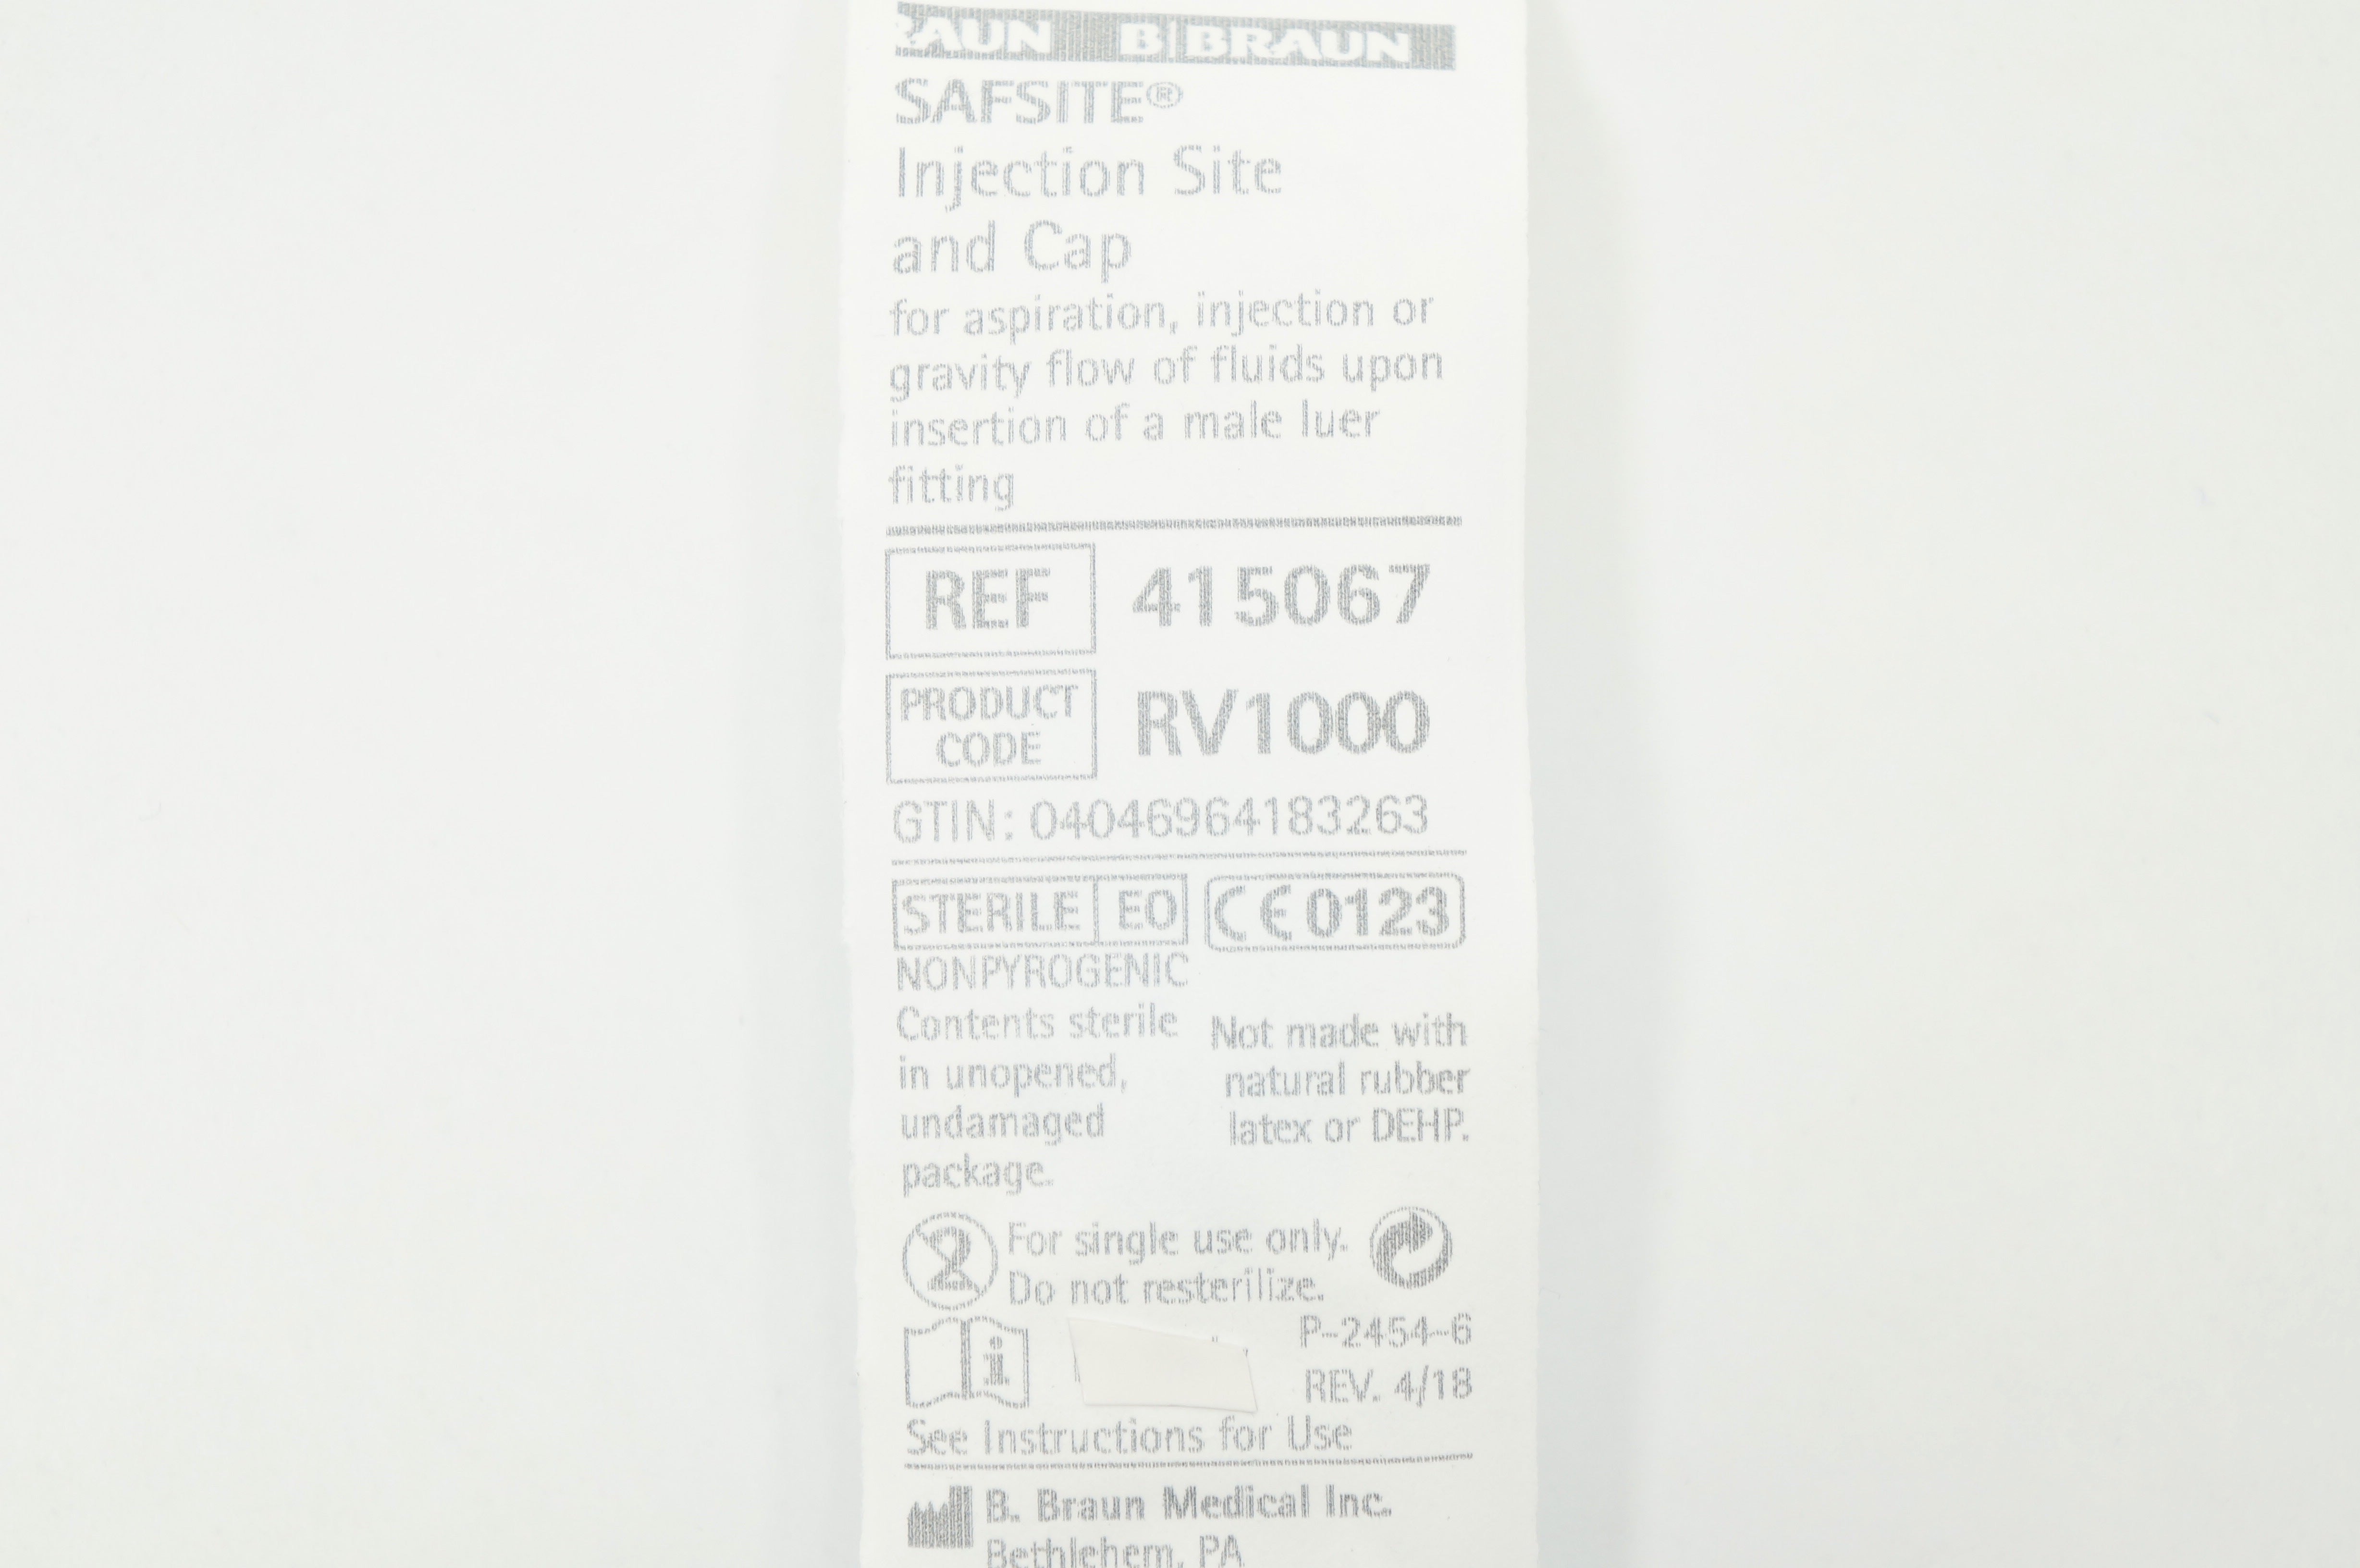 RAUN B|BRAUN
SAFSITE®
Injection Site
and Cap
for aspiration, injection or
gravity flow of fluids upon
insertion of a male luer
fitting
REF 415067
PRODUCT
CODE RV1000
GTIN: 04046964183263
STERILE EO CE 0123
NONPYROGENIC
Contents sterile
in unopened,
undamaged
package.
Not made with
natural rubber
latex or DEHP.
2 For single use only.
Do not resterilize.
i
P-2454-6
REV. 4/18
See Instructions for Use
B. Braun Medical Inc.
Bethlehem, PA